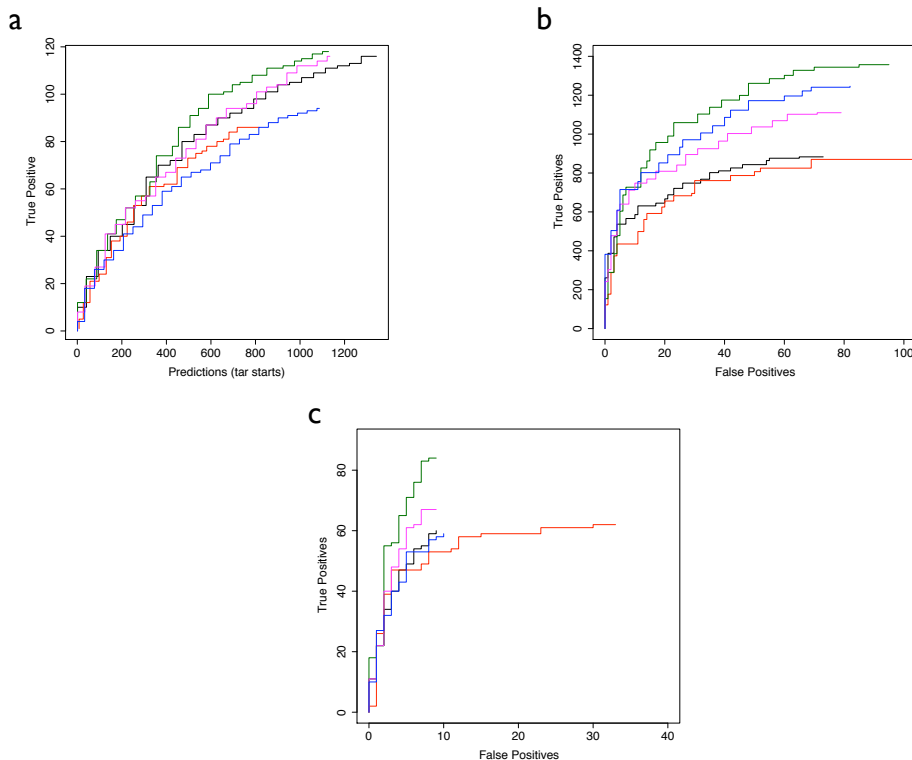 a
True Positive
0
20
40
60
80
100
120
0 200 400 600 800 1000 1200
Predictions (tar starts)
b
True Positives
0
200
400
600
800
1000
1200
1400
0 20 40 60 80 100
False Positives
c
True Positives
0
20
40
60
80
0 10 20 30 40
False Positives